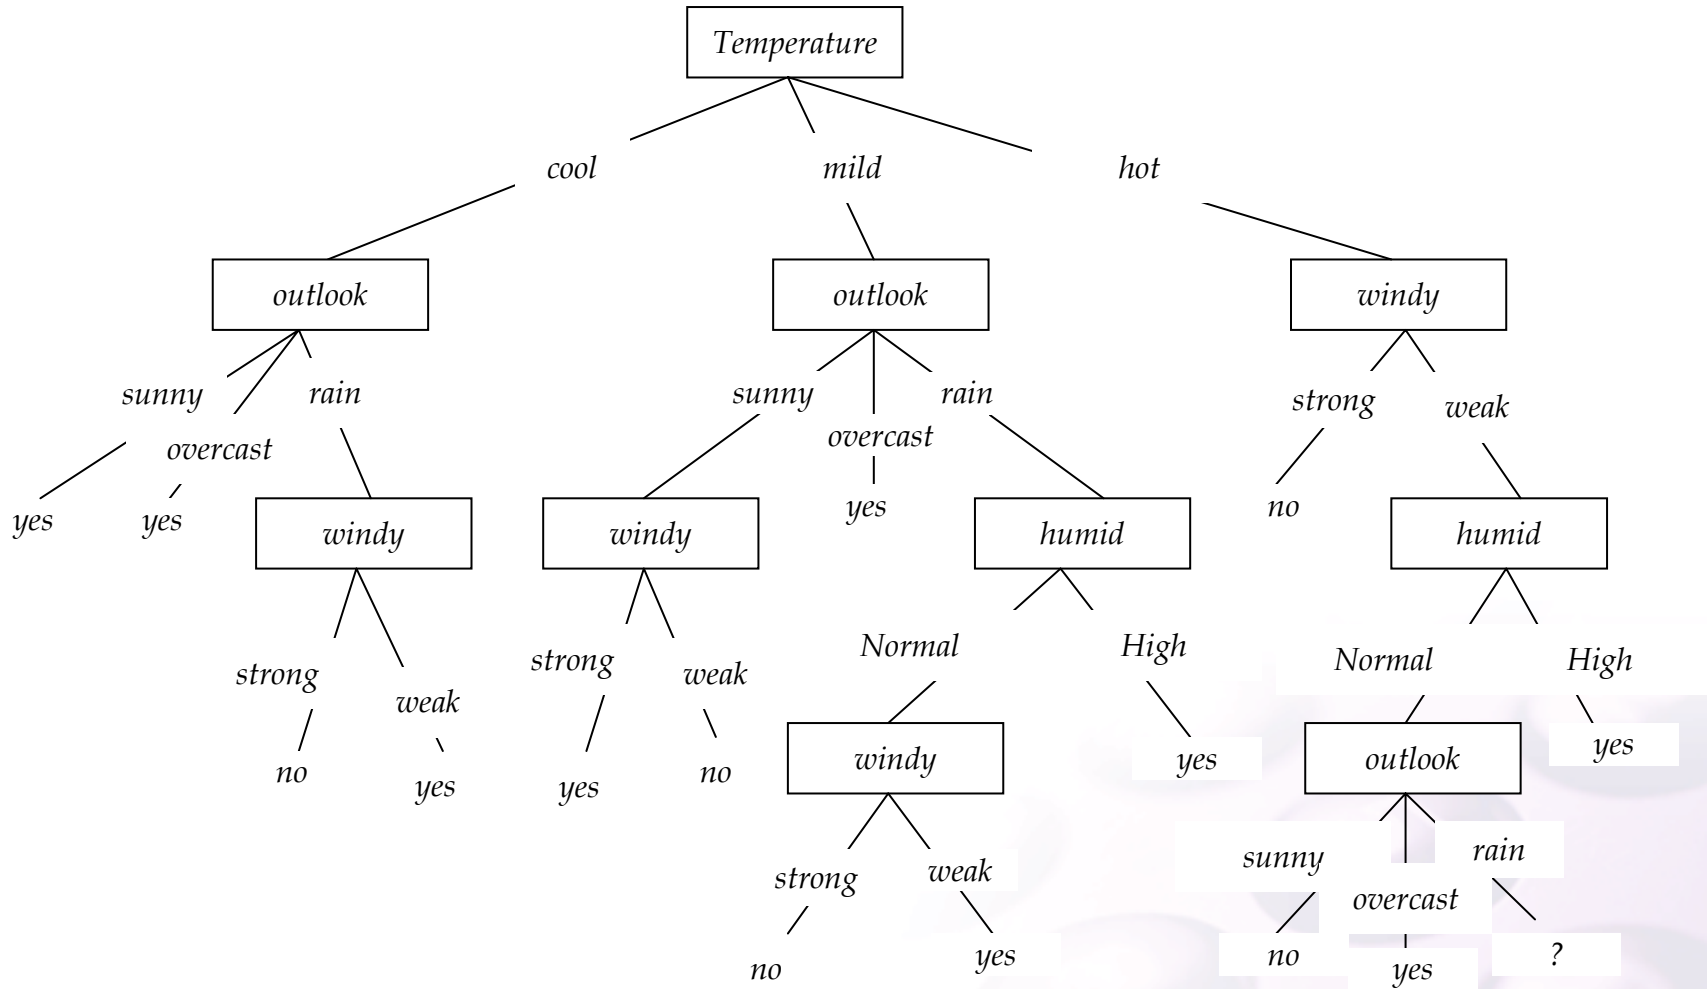 Temperature
cool mild hot
outlook outlook windy
sunny rain sunny rain strong weak
overcast overcast
yes yes windy windy yes humid no humid
strong weak strong weak Normal High Normal High
no yes yes no windy yes outlook yes
strong weak sunny overcast rain
no yes no yes ?